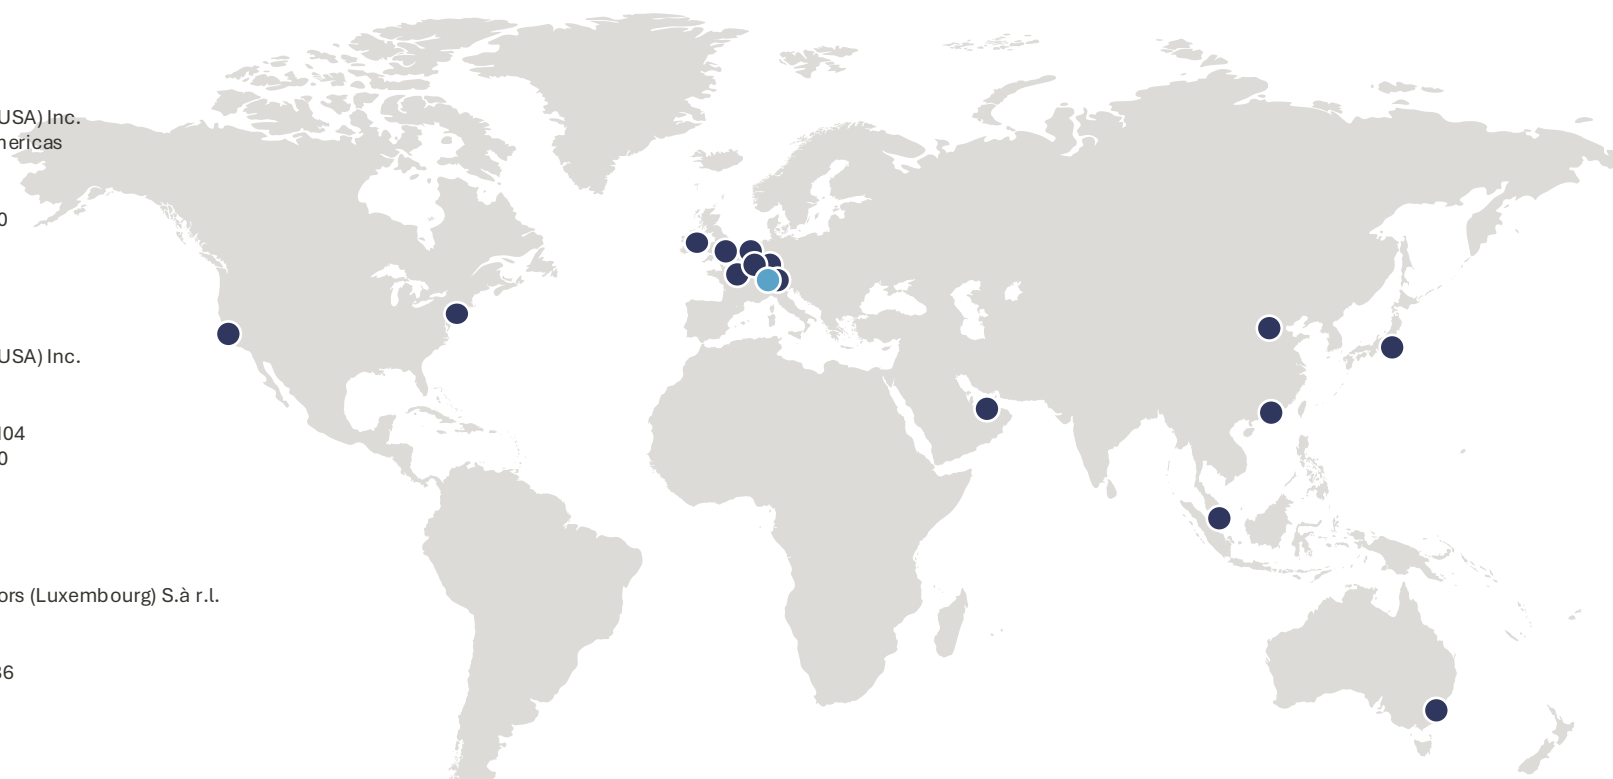 USA) Inc.
nericas
0
USA) Inc.
104
0
ors (Luxembourg) S.à r.l.
36